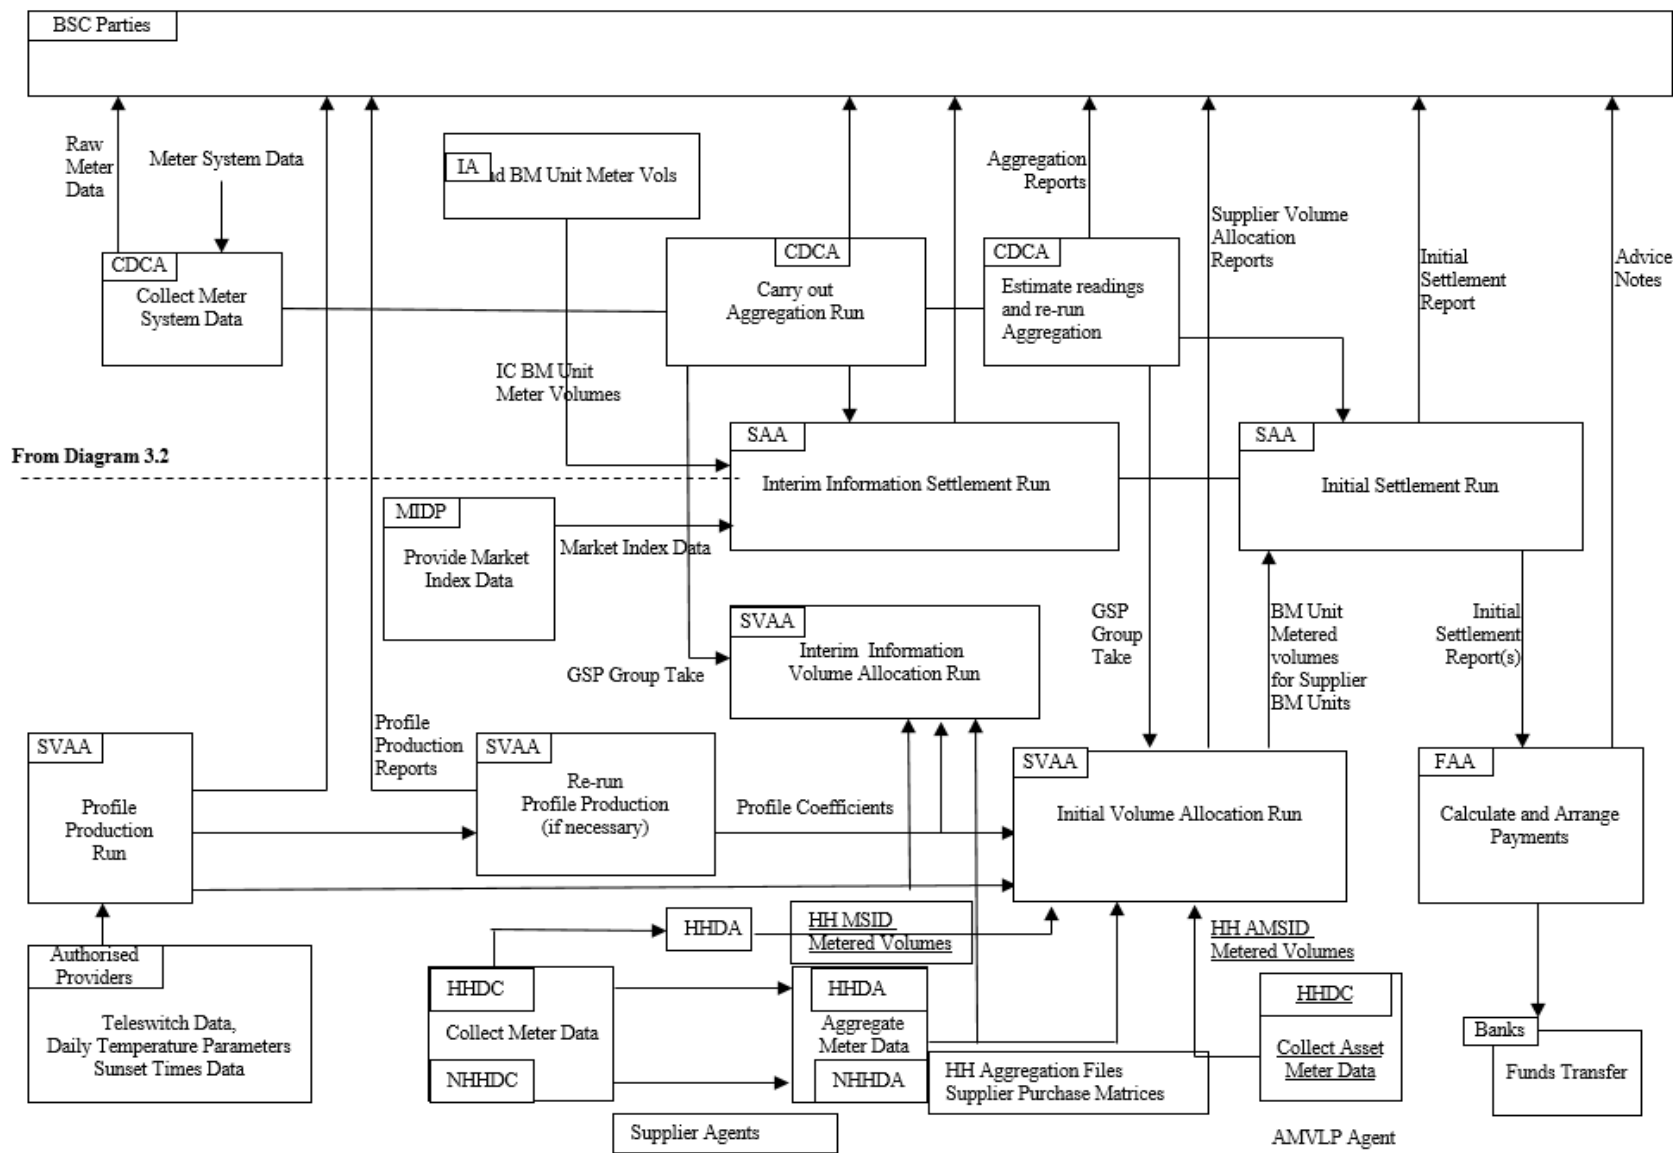 BSC Parties
Raw
Meter
Data
Meter System Data
IA
nd BM Unit Meter Vols
Aggregation
Reports
Supplier Volume
Allocation
Reports
Initial
Settlement
Report
Advice
Notes
CDCA
Collect Meter
System Data
CDCA
Carry out
Aggregation Run
CDCA
Estimate readings
and re-run
Aggregation
IC BM Unit
Meter Volumes
From Diagram 3.2
SAA
Interim Information Settlement Run
SAA
Initial Settlement Run
MIDP
Provide Market
Index Data
Market Index Data
SVAA
Interim Information
Volume Allocation Run
GSP Group Take
GSP
Group
Take
BM Unit
Metered
volumes
for Supplier
BM Units
Initial
Settlement
Report(s)
Profile
Production
Reports
SVAA
Profile
Production
Run
SVAA
Re-run
Profile Production
(if necessary)
Profile Coefficients
SVAA
Initial Volume Allocation Run
FAA
Calculate and Arrange
Payments
Authorised
Providers
Teleswitch Data,
Daily Temperature Parameters
Sunset Times Data
HHDA
HH MSID
Metered Volumes
HH AMSID
Metered Volumes
HHDC
Collect Meter Data
NHHDC
HHDA
Aggregate
Meter Data
NHHDA
HH Aggregation Files
Supplier Purchase Matrices
HHDC
Collect Asset
Meter Data
Banks
Funds Transfer
Supplier Agents
AMVLP Agent